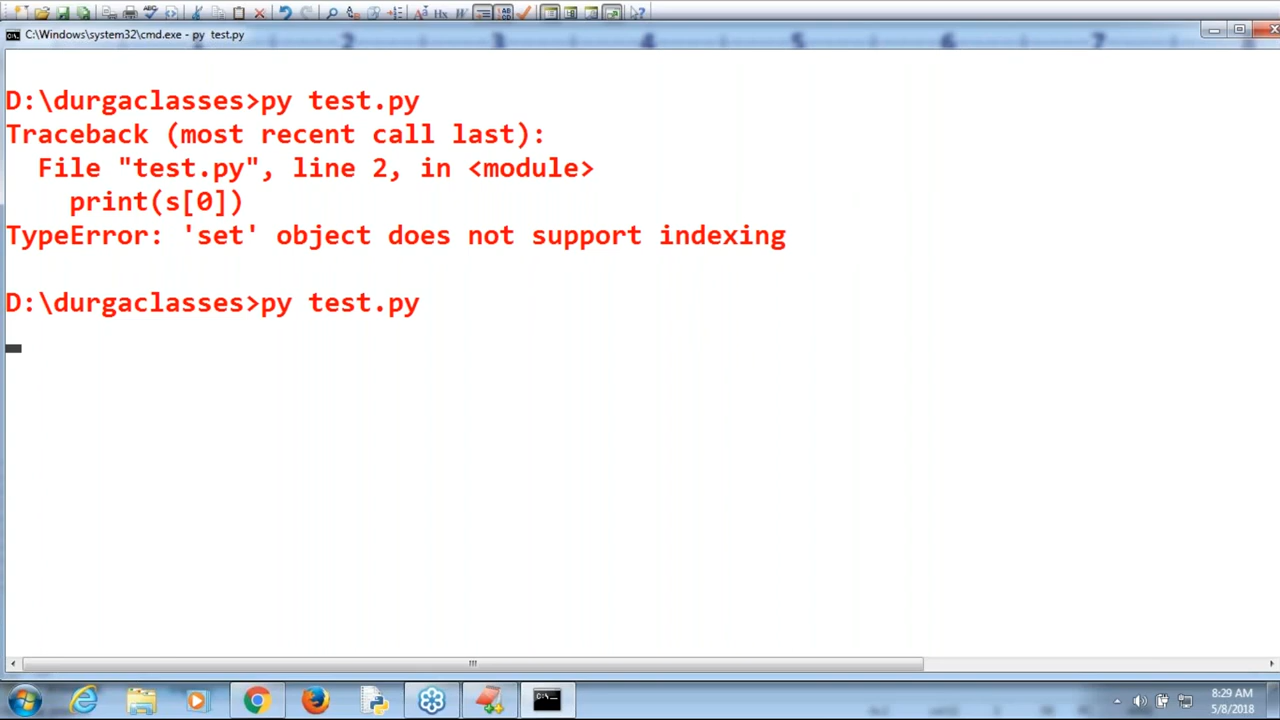 C:\Windows\system32\cmd.exe - py test.py
D:\durgaclasses>py test.py
Traceback (most recent call last):
File "test.py", line 2, in <module>
print(s[0])
TypeError: 'set' object does not support indexing
D:\durgaclasses>py test.py
8:29 AM
5/8/2018